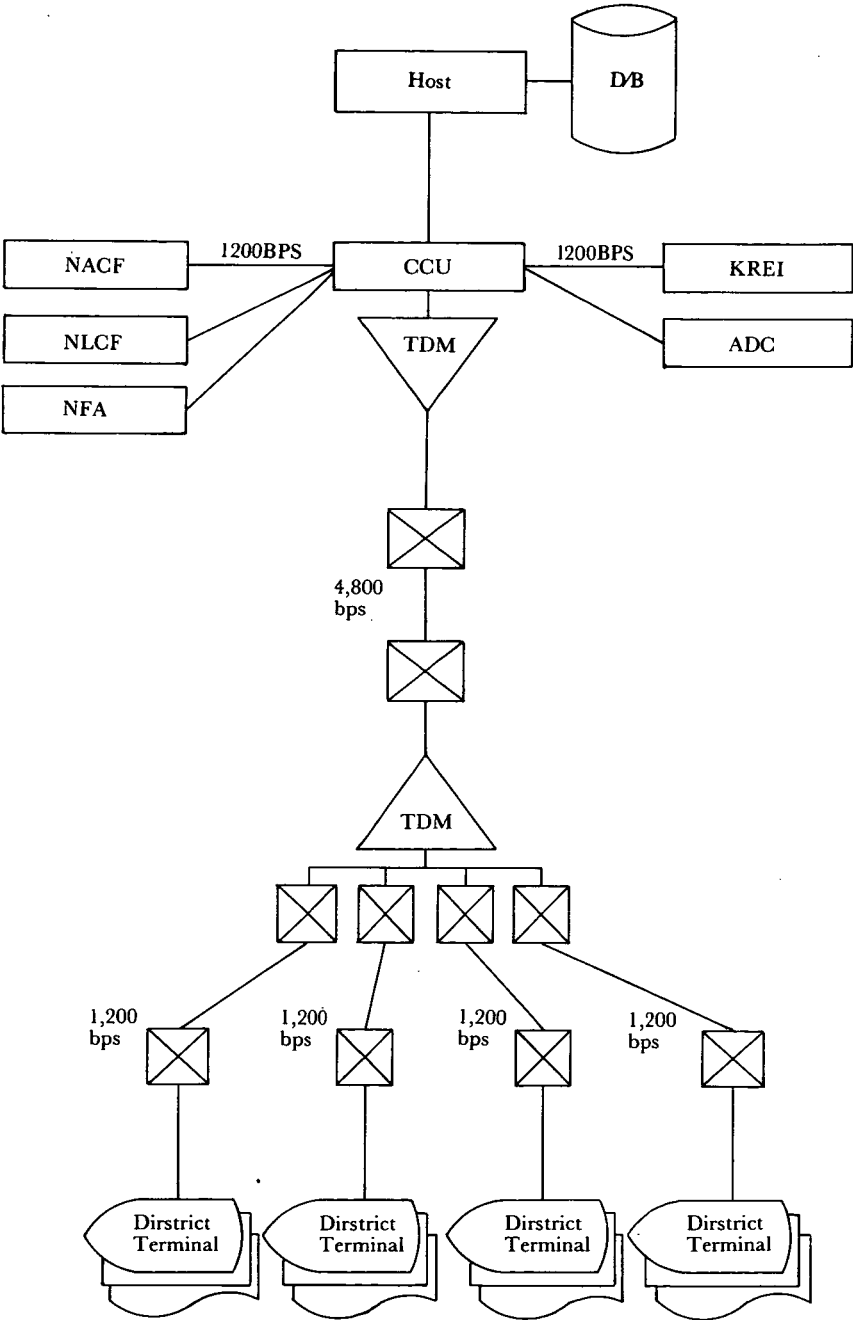 Host
D/B
NACF
1200BPS
CCU
1200BPS
KREI
NLCF
TDM
ADC
NFA
4,800
bps
TDM
1,200
bps
1,200
bps
1,200
bps
1,200
bps
Dirstrict
Terminal
Dirstrict
Terminal
Dirstrict
Terminal
Dirstrict
Terminal